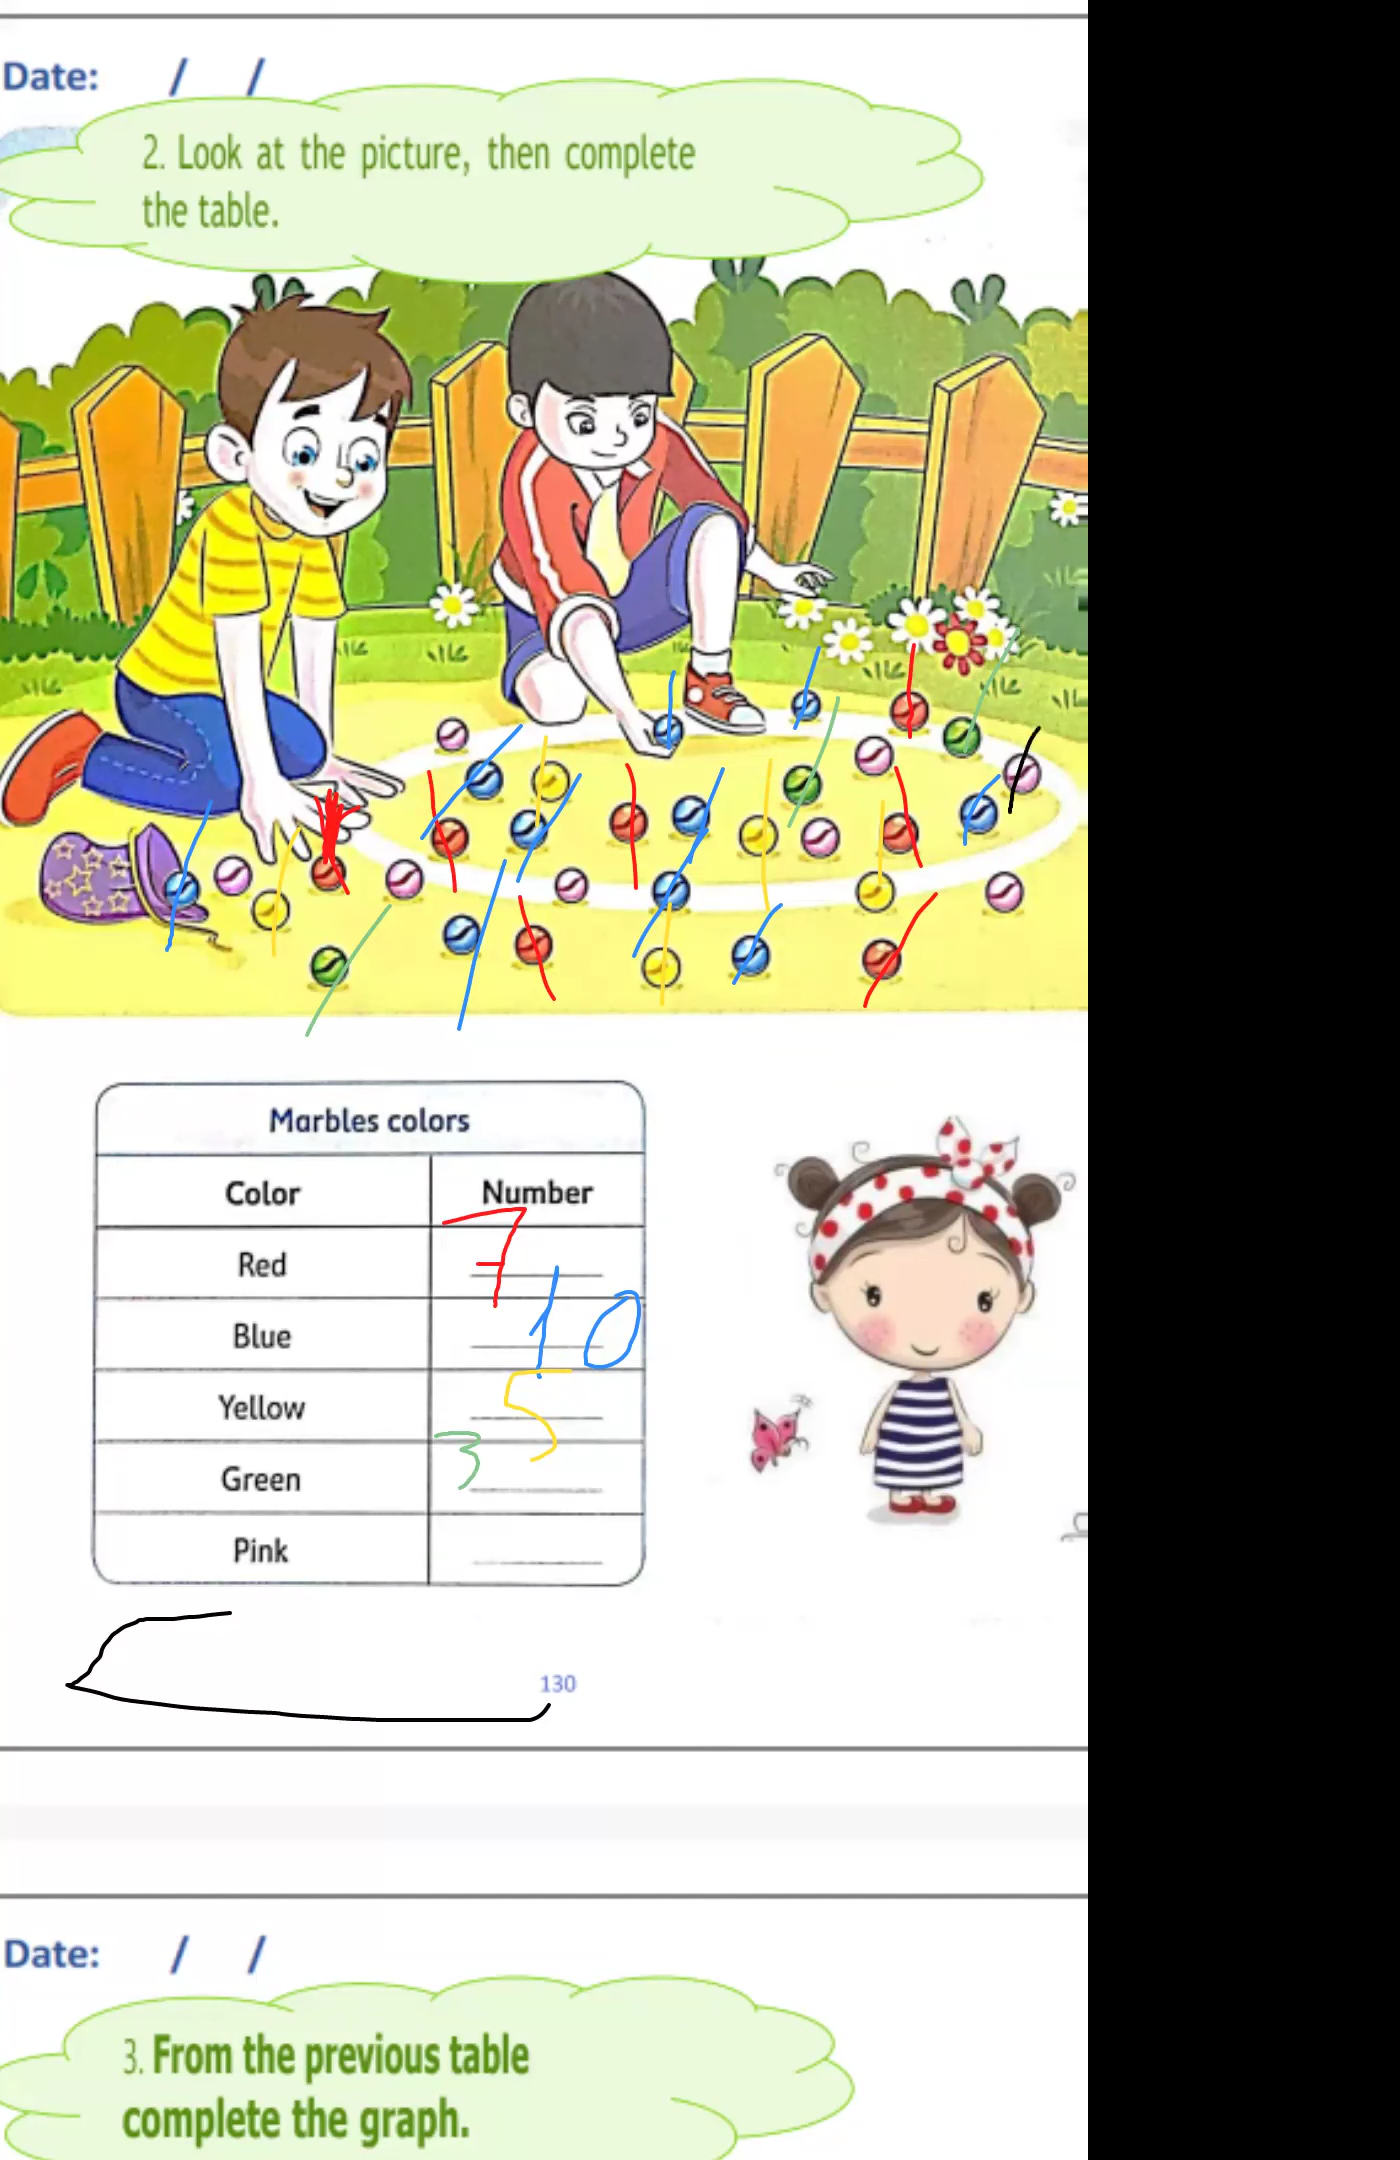 Date: / /
2. Look at the picture, then complete
the table.
Marbles colors
Color Number
Red 7
Blue 10
Yellow 5
Green 3
Pink
130
Date: / /
3. From the previous table
complete the graph.